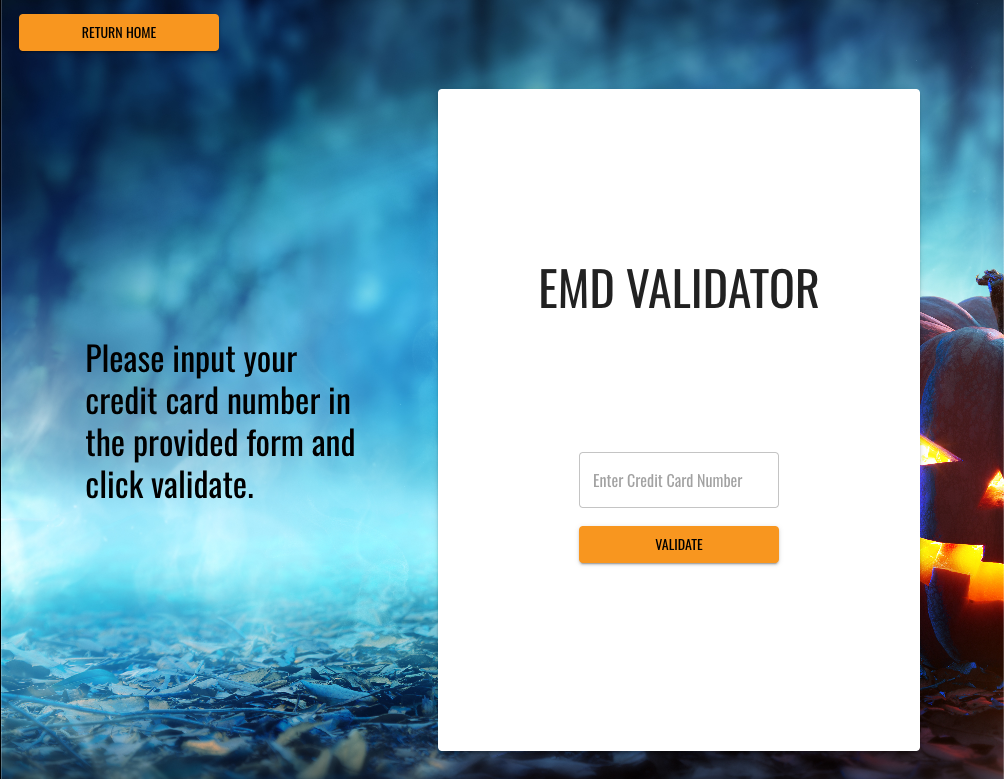 RETURN HOME
EMD VALIDATOR
Please input your
credit card number in
the provided form and
click validate.
Enter Credit Card Number
VALIDATE